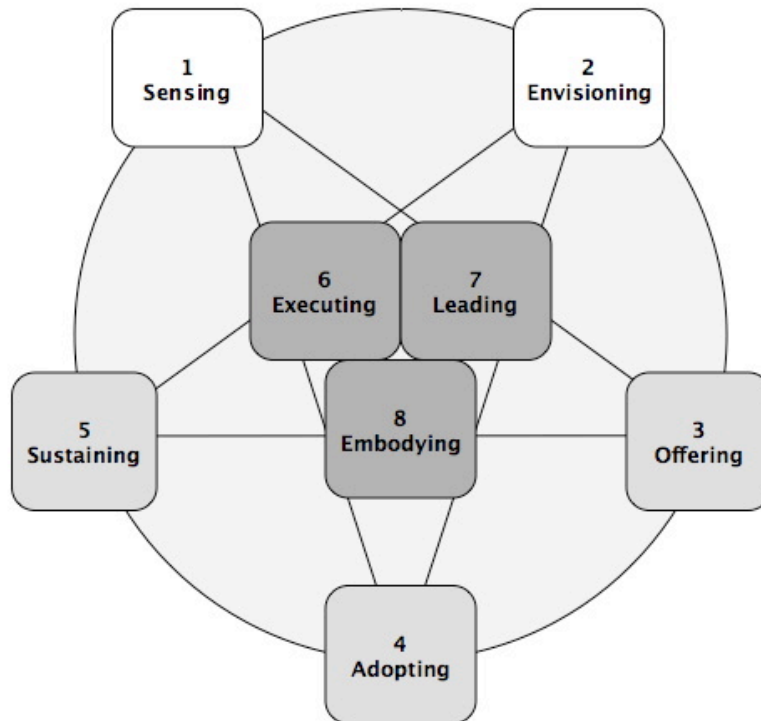 1
Sensing
2
Envisioning
6
Executing
7
Leading
5
Sustaining
8
Embodying
3
Offering
4
Adopting